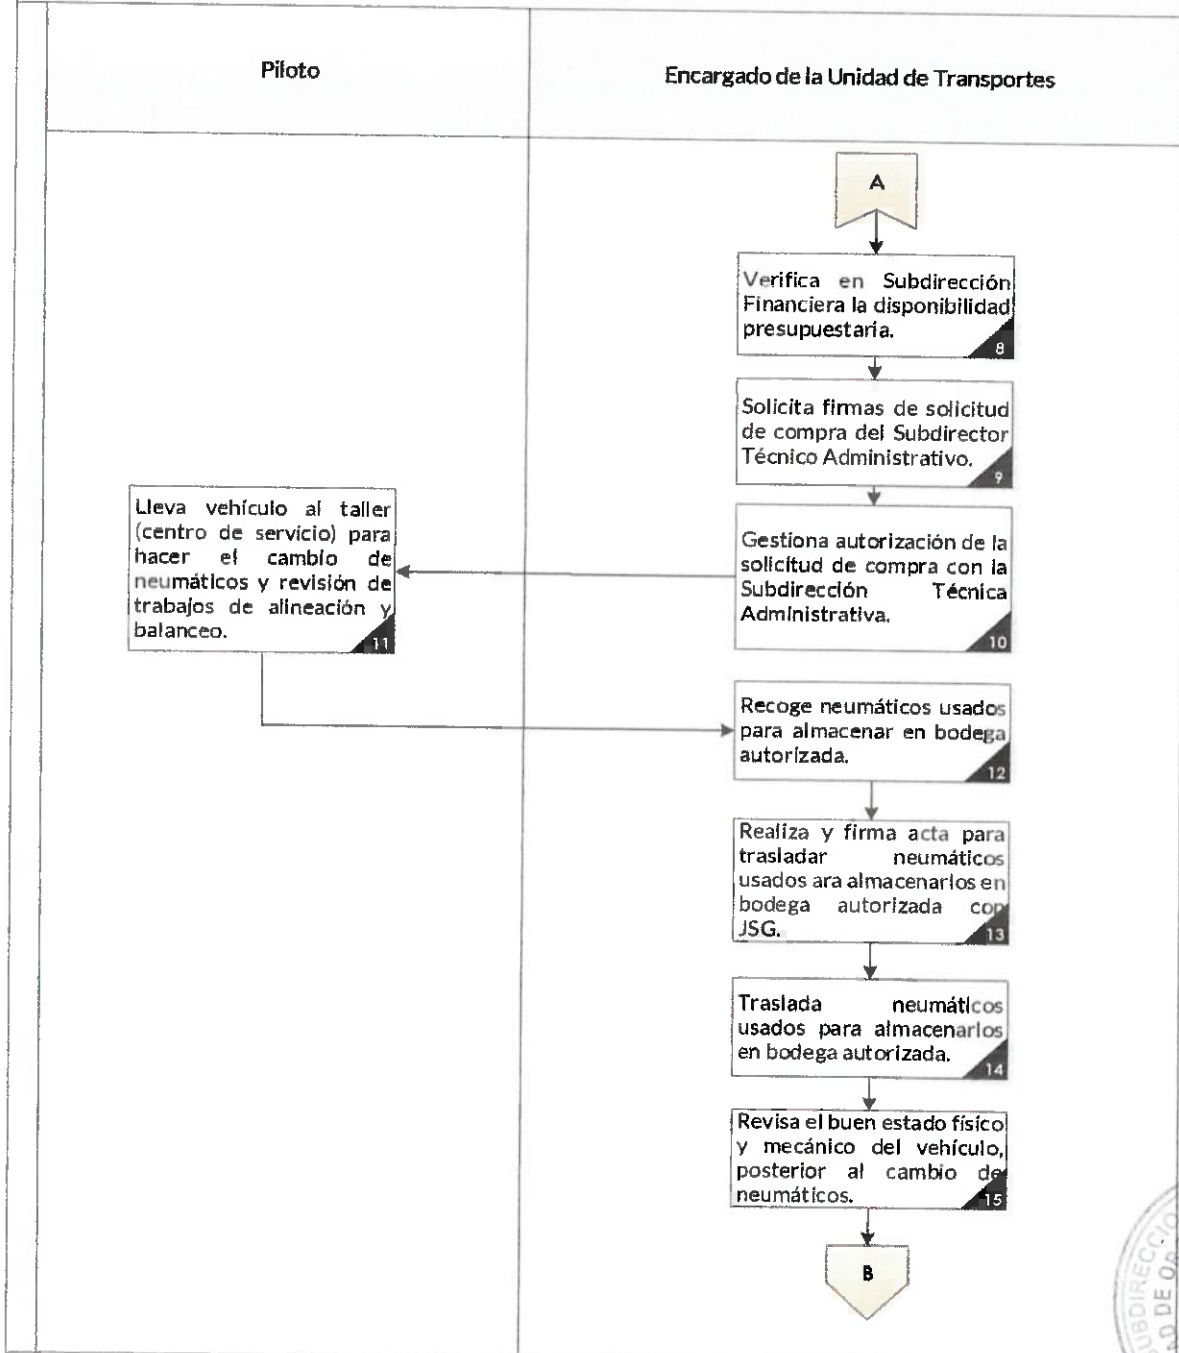 Piloto
Encargado de la Unidad de Transportes
A
Verifica en Subdirección
Financiera la disponibilidad
presupuestaria.
8
Solicita firmas de solicitud
de compra del Subdirector
Técnico Administrativo.
9
Gestiona autorización de la
solicitud de compra con la
Subdirección Técnica
Administrativa.
10
Lleva vehículo al taller
(centro de servicio) para
hacer el cambio de
neumáticos y revisión de
trabajos de alineación y
balanceo.
11
Recoge neumáticos usados
para almacenar en bodega
autorizada.
12
Realiza y firma acta para
trasladar neumáticos
usados ara almacenarlos en
bodega autorizada con
JSG.
13
Traslada neumáticos
usados para almacenarlos
en bodega autorizada.
14
Revisa el buen estado físico
y mecánico del vehículo,
posterior al cambio de
neumáticos.
15
B